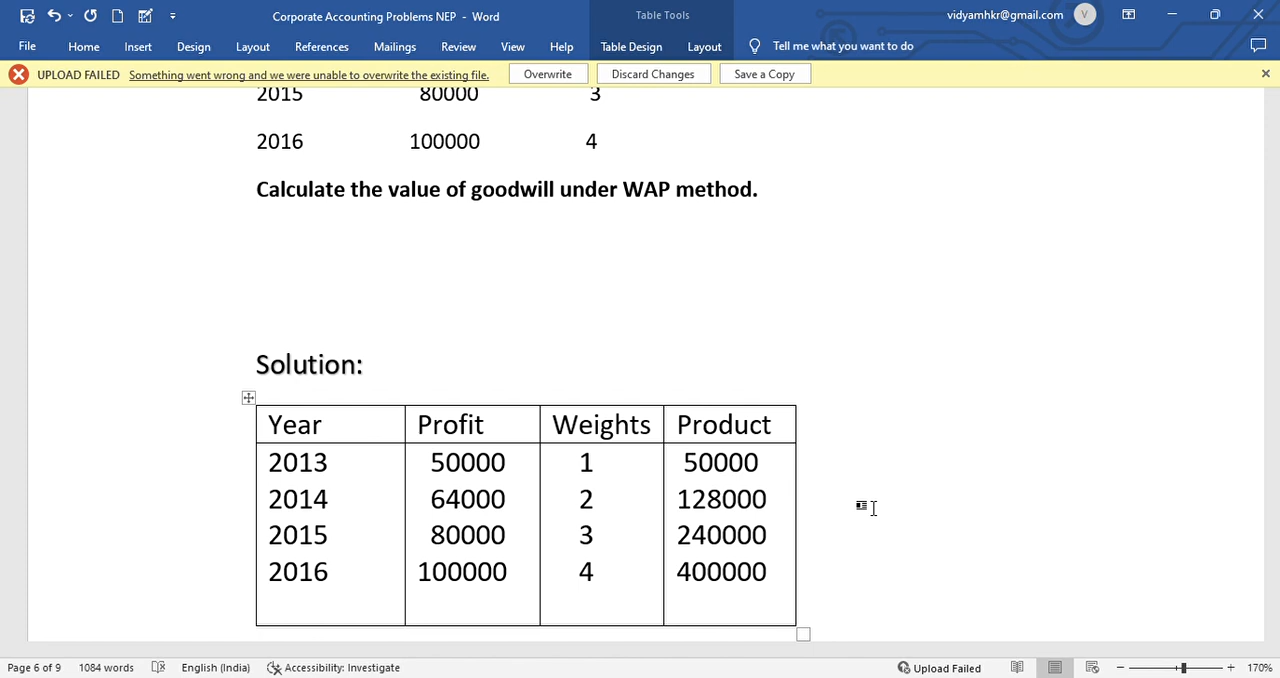 Corporate Accounting Problems NEP - Word
Table Tools
vidyamhkr@gmail.com
V
File Home Insert Design Layout References Mailings Review View Help Table Design Layout Tell me what you want to do
UPLOAD FAILED Something went wrong and we were unable to overwrite the existing file. Overwrite Discard Changes Save a Copy
2015 80000 3
2016 100000 4
Calculate the value of goodwill under WAP method.
Solution:
Year Profit Weights Product
2013 50000 1 50000
2014 64000 2 128000
2015 80000 3 240000
2016 100000 4 400000
Page 6 of 9 1084 words English (India) Accessibility: Investigate Upload Failed 170%